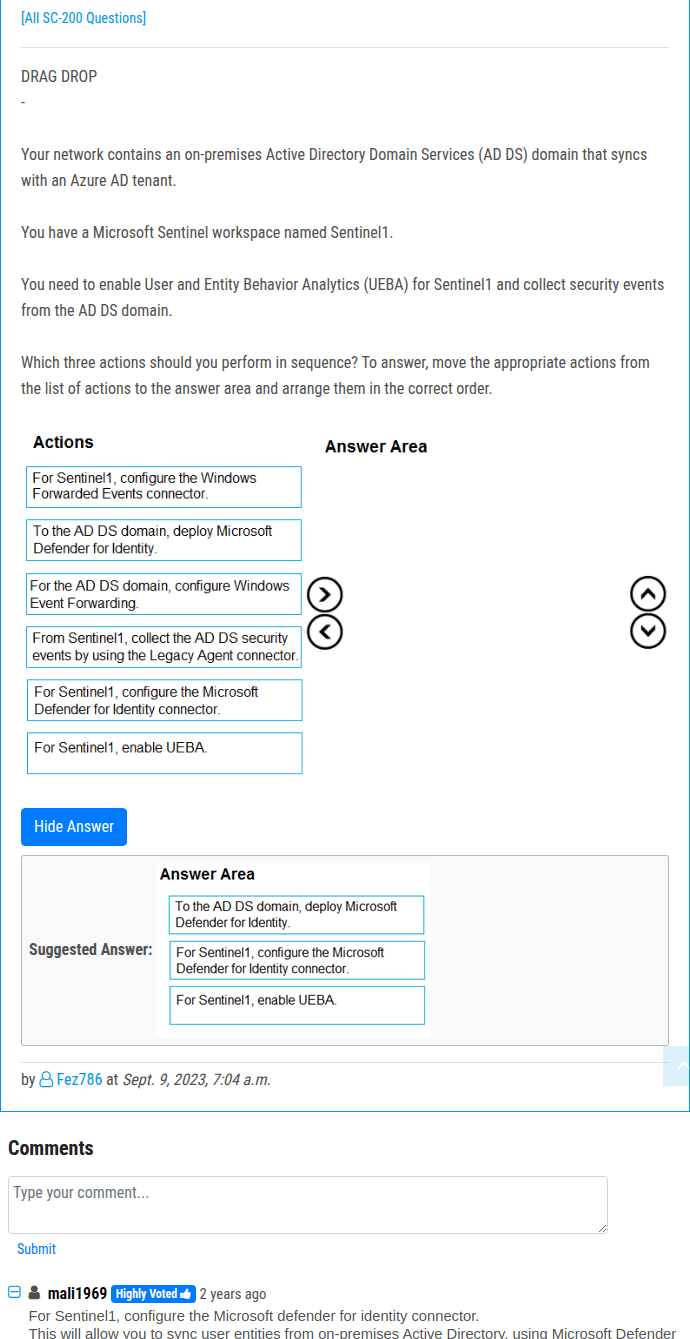 [All SC-200 Questions]
DRAG DROP
-
Your network contains an on-premises Active Directory Domain Services (AD DS) domain that syncs
with an Azure AD tenant.
You have a Microsoft Sentinel workspace named Sentinel1.
You need to enable User and Entity Behavior Analytics (UEBA) for Sentinel1 and collect security events
from the AD DS domain.
Which three actions should you perform in sequence? To answer, move the appropriate actions from
the list of actions to the answer area and arrange them in the correct order.
Actions
Answer Area
For Sentinel1, configure the Windows
Forwarded Events connector.
To the AD DS domain, deploy Microsoft
Defender for Identity.
For the AD DS domain, configure Windows
Event Forwarding.
From Sentinel1, collect the AD DS security
events by using the Legacy Agent connector.
For Sentinel1, configure the Microsoft
Defender for Identity connector.
For Sentinel1, enable UEBA.
Hide Answer
Suggested Answer:
Answer Area
To the AD DS domain, deploy Microsoft
Defender for Identity.
For Sentinel1, configure the Microsoft
Defender for Identity connector.
For Sentinel1, enable UEBA.
by Fez786 at Sept. 9, 2023, 7:04 a.m.
Comments
Type your comment...
Submit
mali1969 Highly Voted 2 years ago
For Sentinel1, configure the Microsoft defender for identity connector.
This will allow you to sync user entities from on-premises Active Directory, using Microsoft Defender